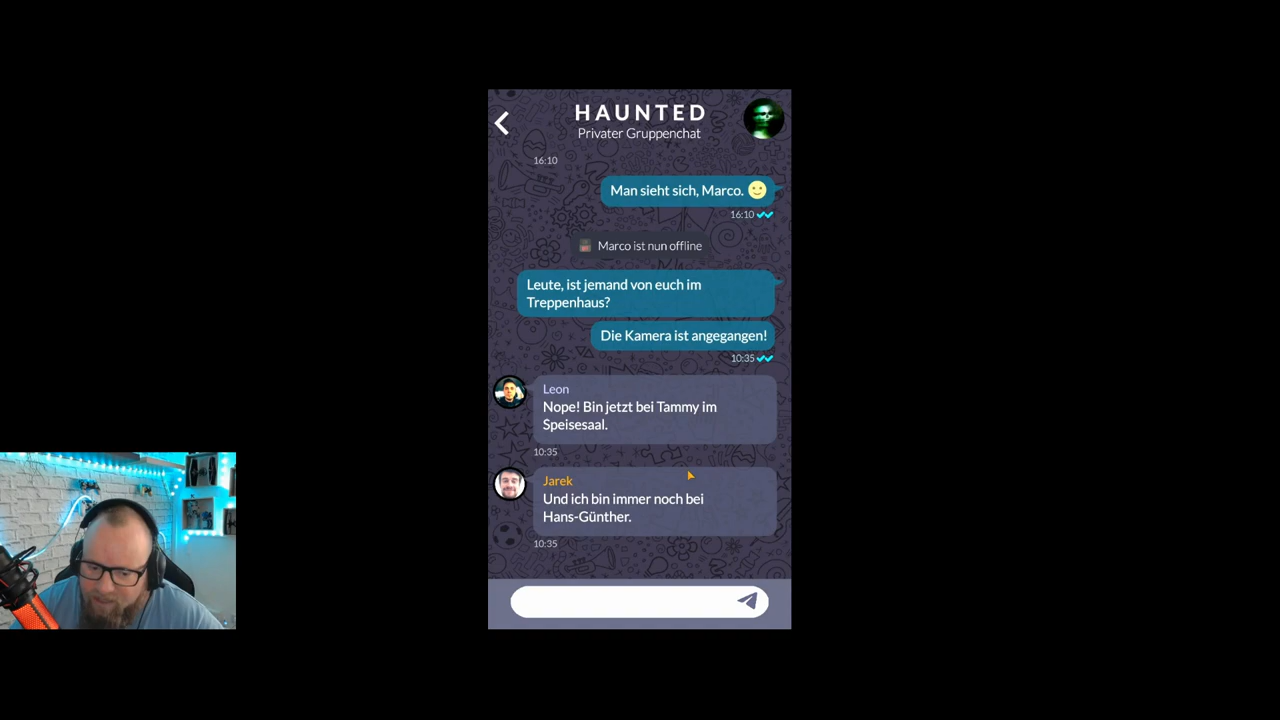 HAUNTED
Privater Gruppenchat
16:10
Man sieht sich, Marco.
16:10
Marco ist nun offline
Leute, ist jemand von euch im
Treppenhaus?
Die Kamera ist angegangen!
10:35
Leon
Nope! Bin jetzt bei Tammy im
Speisesaal.
10:35
Jarek
Und ich bin immer noch bei
Hans-Günther.
10:35